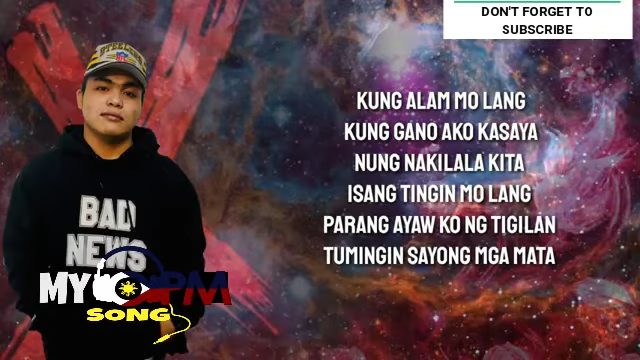 DON'T FORGET TO
SUBSCRIBE
STEELERS
KUNG ALAM MO LANG
KUNG GANO AKO KASAYA
NUNG NAKILALA KITA
ISANG TINGIN MO LANG
PARANG AYAW KO NG TIGILAN
TUMINGIN SAYONG MGA MATA
BAD
NEWS
MY OPM
SONG